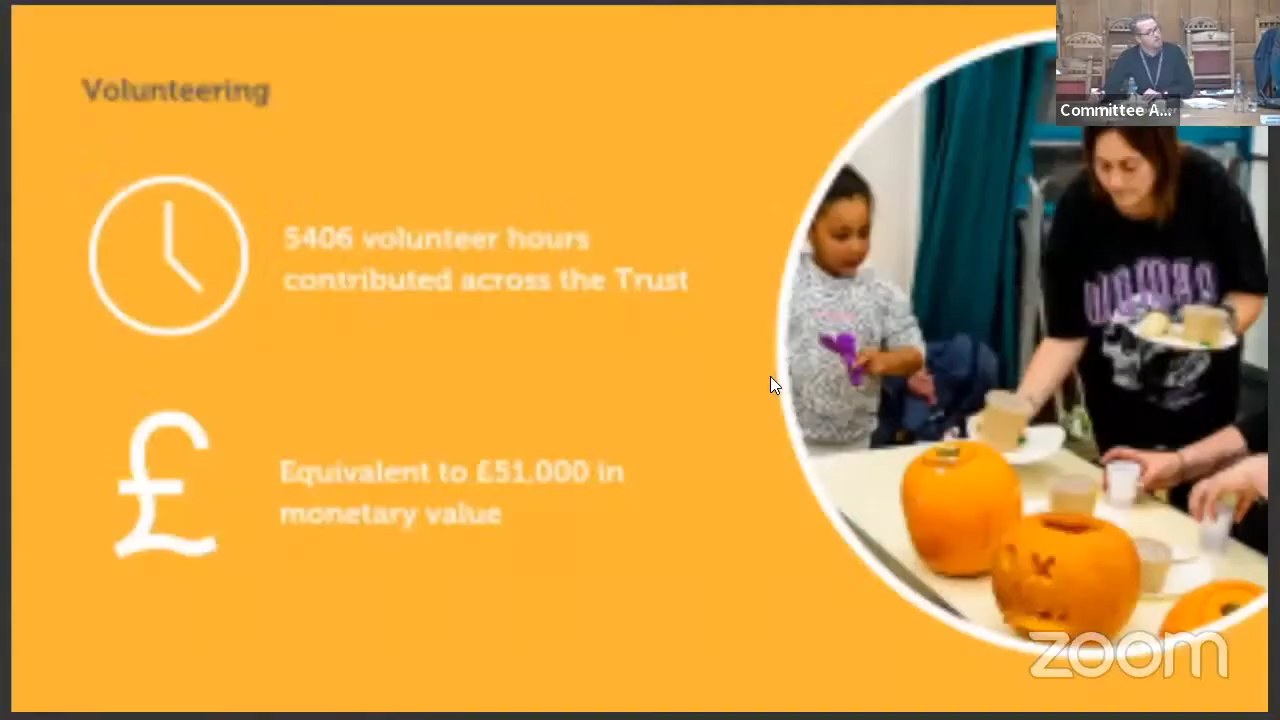 Volunteering
5406 volunteer hours
contributed across the Trust
Equivalent to £51,000 in
monetary value
Committee A...
zoom